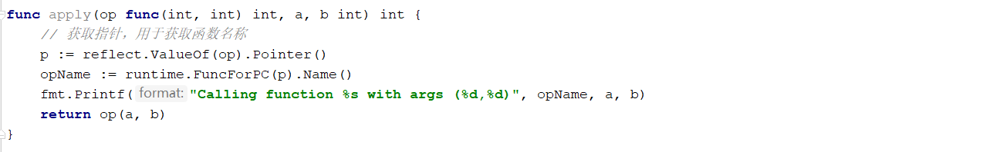 func apply(op func(int, int) int, a, b int) int {
// 获取指针，用于获取函数名称
p := reflect.ValueOf(op).Pointer()
opName := runtime.FuncForPC(p).Name()
fmt.Printf( format: "Calling function %s with args (%d,%d)", opName, a, b)
return op(a, b)
}